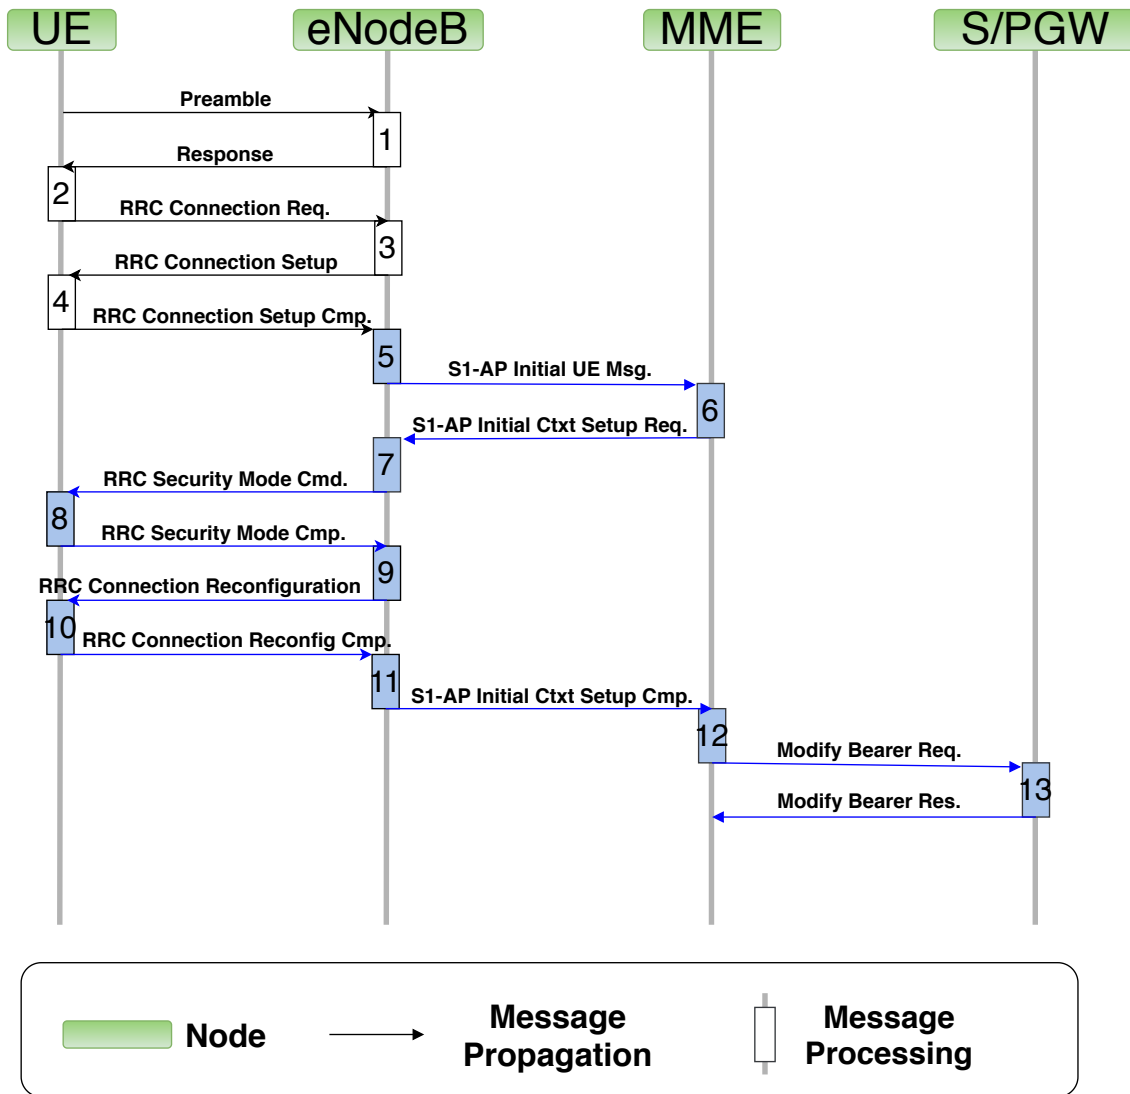 UE
eNodeB
MME
S/PGW
Preamble
1
Response
2
RRC Connection Req.
3
RRC Connection Setup
4
RRC Connection Setup Cmp.
5
S1-AP Initial UE Msg.
6
S1-AP Initial Ctxt Setup Req.
7
RRC Security Mode Cmd.
8
RRC Security Mode Cmp.
9
RRC Connection Reconfiguration
10
RRC Connection Reconfig Cmp.
11
S1-AP Initial Ctxt Setup Cmp.
12
Modify Bearer Req.
13
Modify Bearer Res.
Node
Message
Propagation
Message
Processing